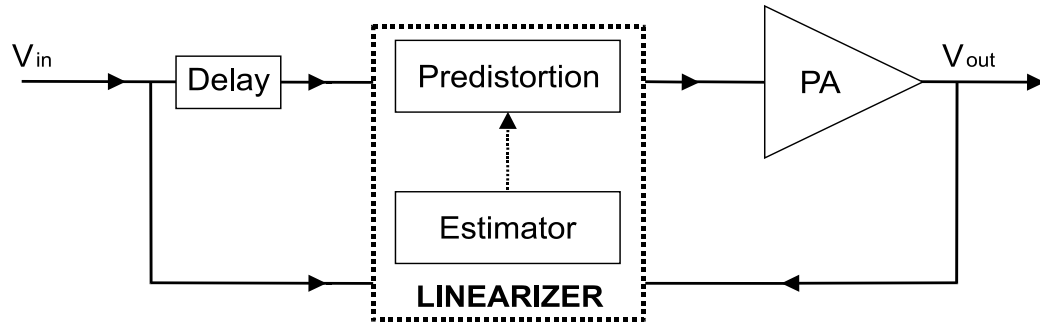 Vin
Delay
Predistortion
PA
Vout
Estimator
LINEARIZER